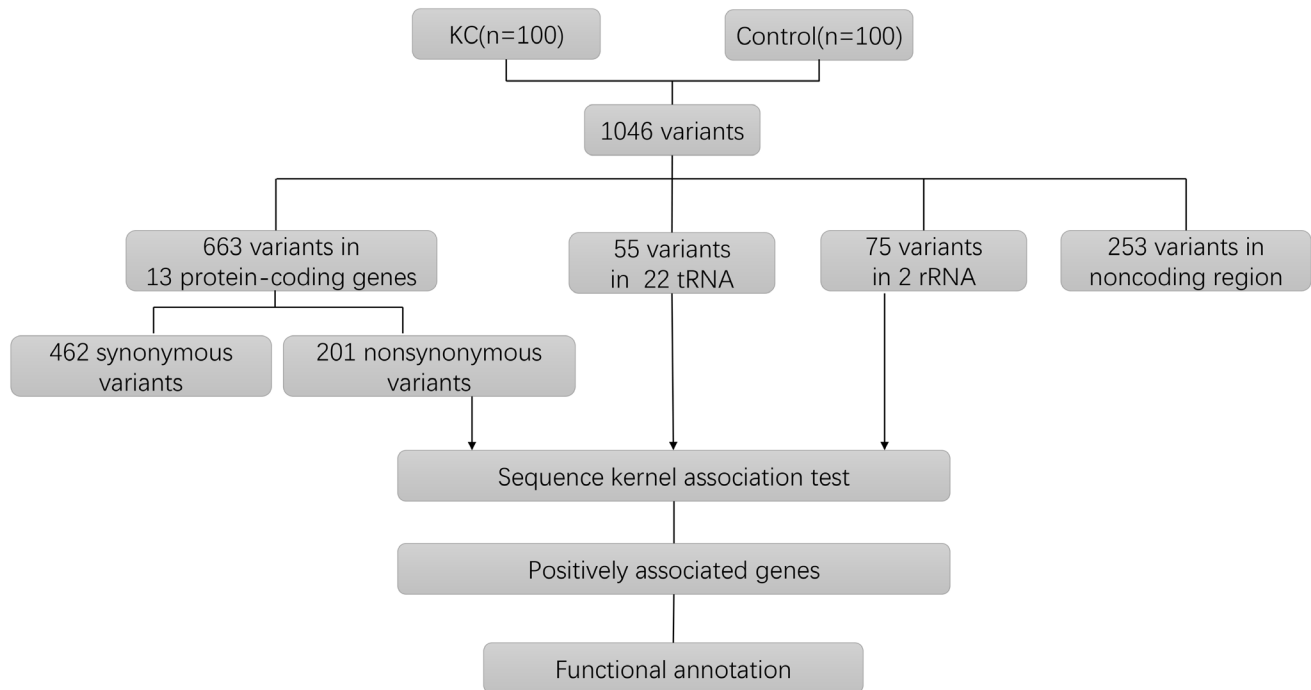 KC(n=100)
Control(n=100)
1046 variants
663 variants in
13 protein-coding genes
55 variants
in 22 tRNA
75 variants
in 2 rRNA
253 variants in
noncoding region
462 synonymous
variants
201 nonsynonymous
variants
Sequence kernel association test
Positively associated genes
Functional annotation